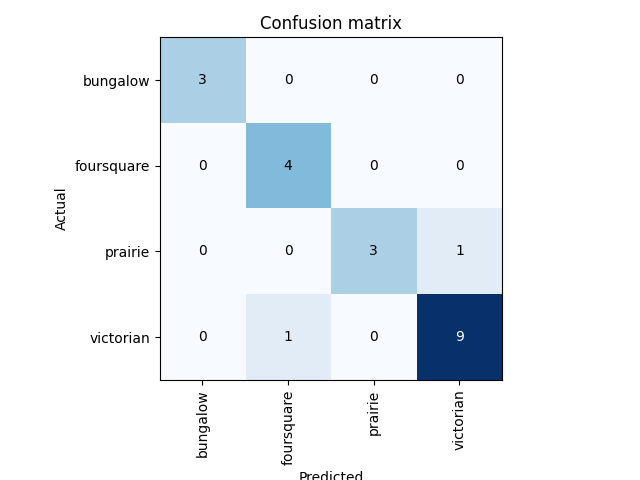 Confusion matrix
Actual
bungalow 3 0 0 0
foursquare 0 4 0 0
prairie 0 0 3 1
victorian 0 1 0 9
bungalow foursquare prairie victorian
Predicted